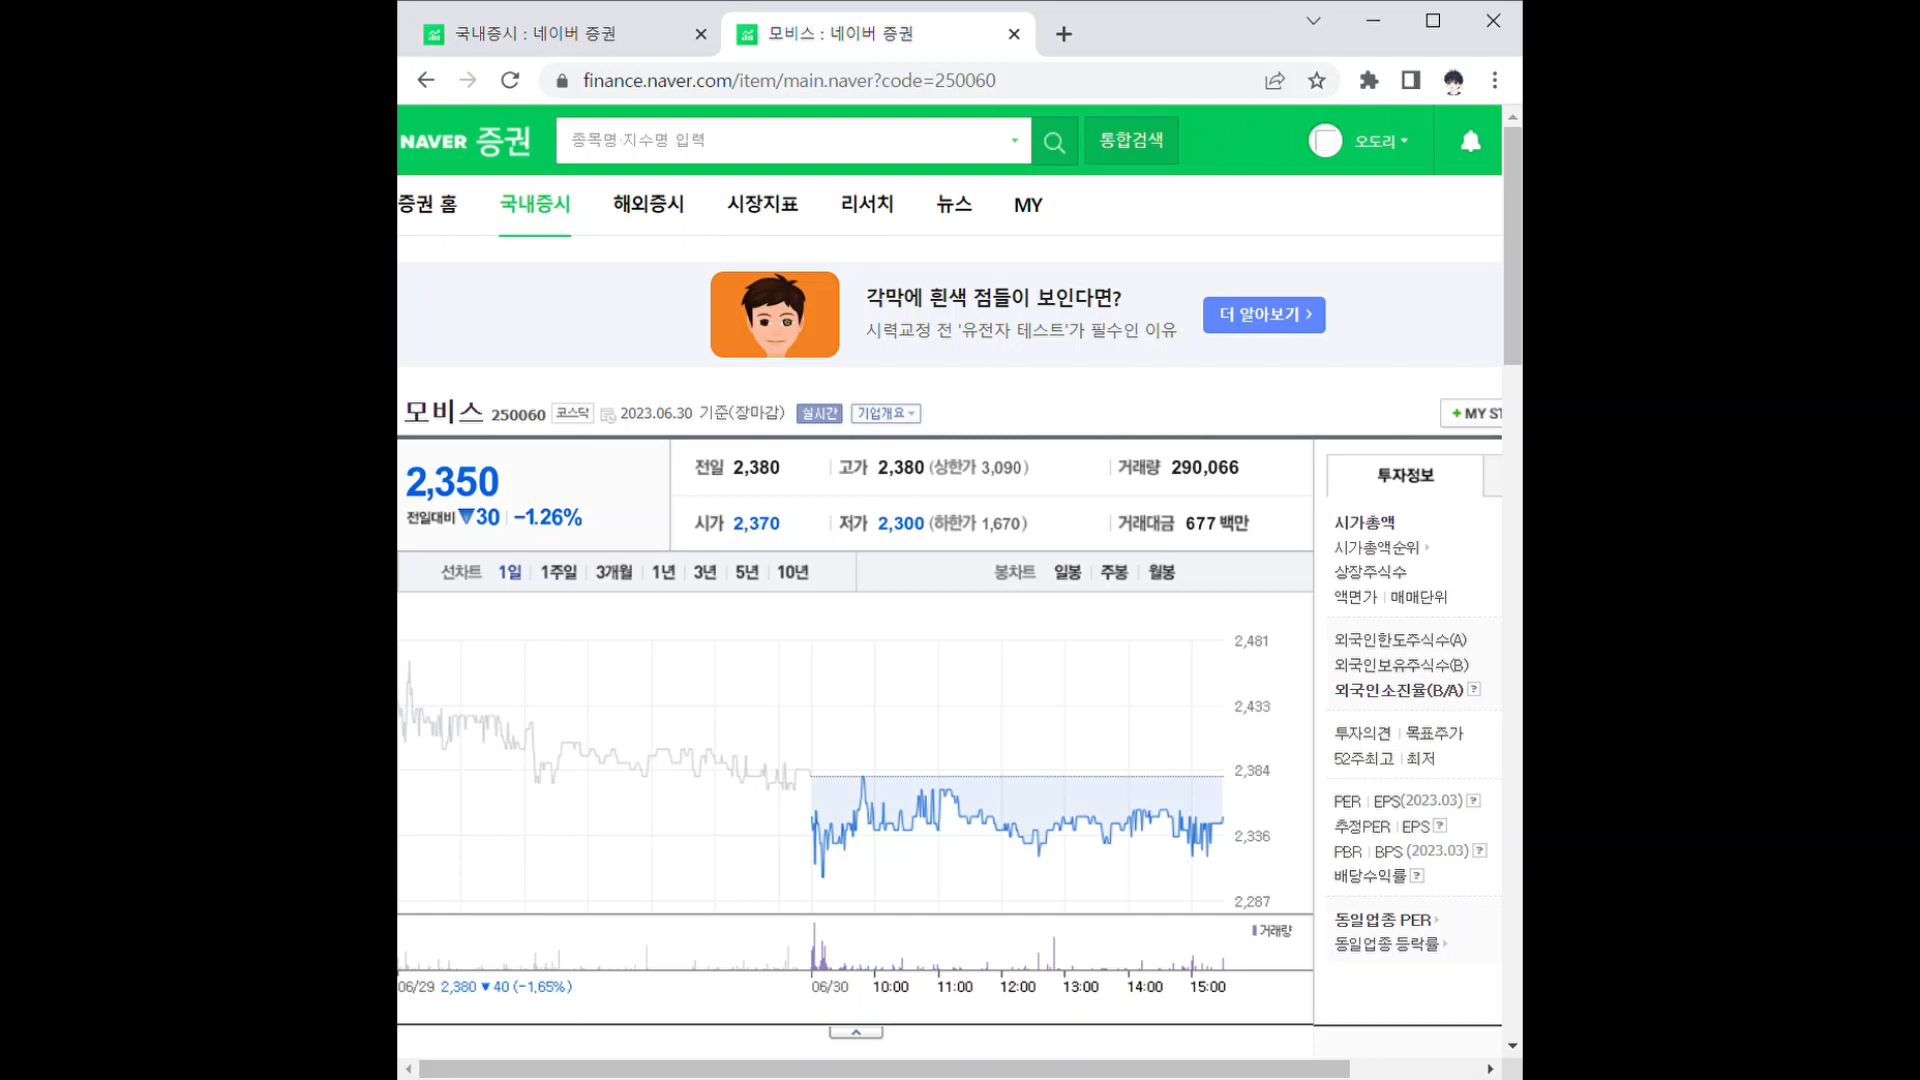 국내증시 : 네이버 증권
모비스 : 네이버 증권
finance.naver.com/item/main.naver?code=250060
NAVER 증권
종목명·지수명 입력
통합검색
오도리
증권 홈 국내증시 해외증시 시장지표 리서치 뉴스 MY
각막에 흰색 점들이 보인다면?
시력교정 전 '유전자 테스트'가 필수인 이유
더 알아보기 >
모비스 250060 코스닥 2023.06.30 기준(장마감) 실시간 기업개요
+ MY ST
2,350
전일대비 ▼30 -1.26%
전일 2,380 고가 2,380 (상한가 3,090) 거래량 290,066
시가 2,370 저가 2,300 (하한가 1,670) 거래대금 677 백만
선차트 1일 1주일 3개월 1년 3년 5년 10년 봉차트 일봉 주봉 월봉
2,481
2,433
2,384
2,336
2,287
거래량
06/29 2,380 ▼40 (-1,65%)
06/30 10:00 11:00 12:00 13:00 14:00 15:00
투자정보
시가총액
시가총액순위
상장주식수
액면가 매매단위
외국인한도주식수(A)
외국인보유주식수(B)
외국인소진율(B/A) ?
투자의견 목표주가
52주최고 최저
PER EPS(2023.03) ?
추정PER EPS ?
PBR BPS (2023.03) ?
배당수익률 ?
동일업종 PER
동일업종 등락률